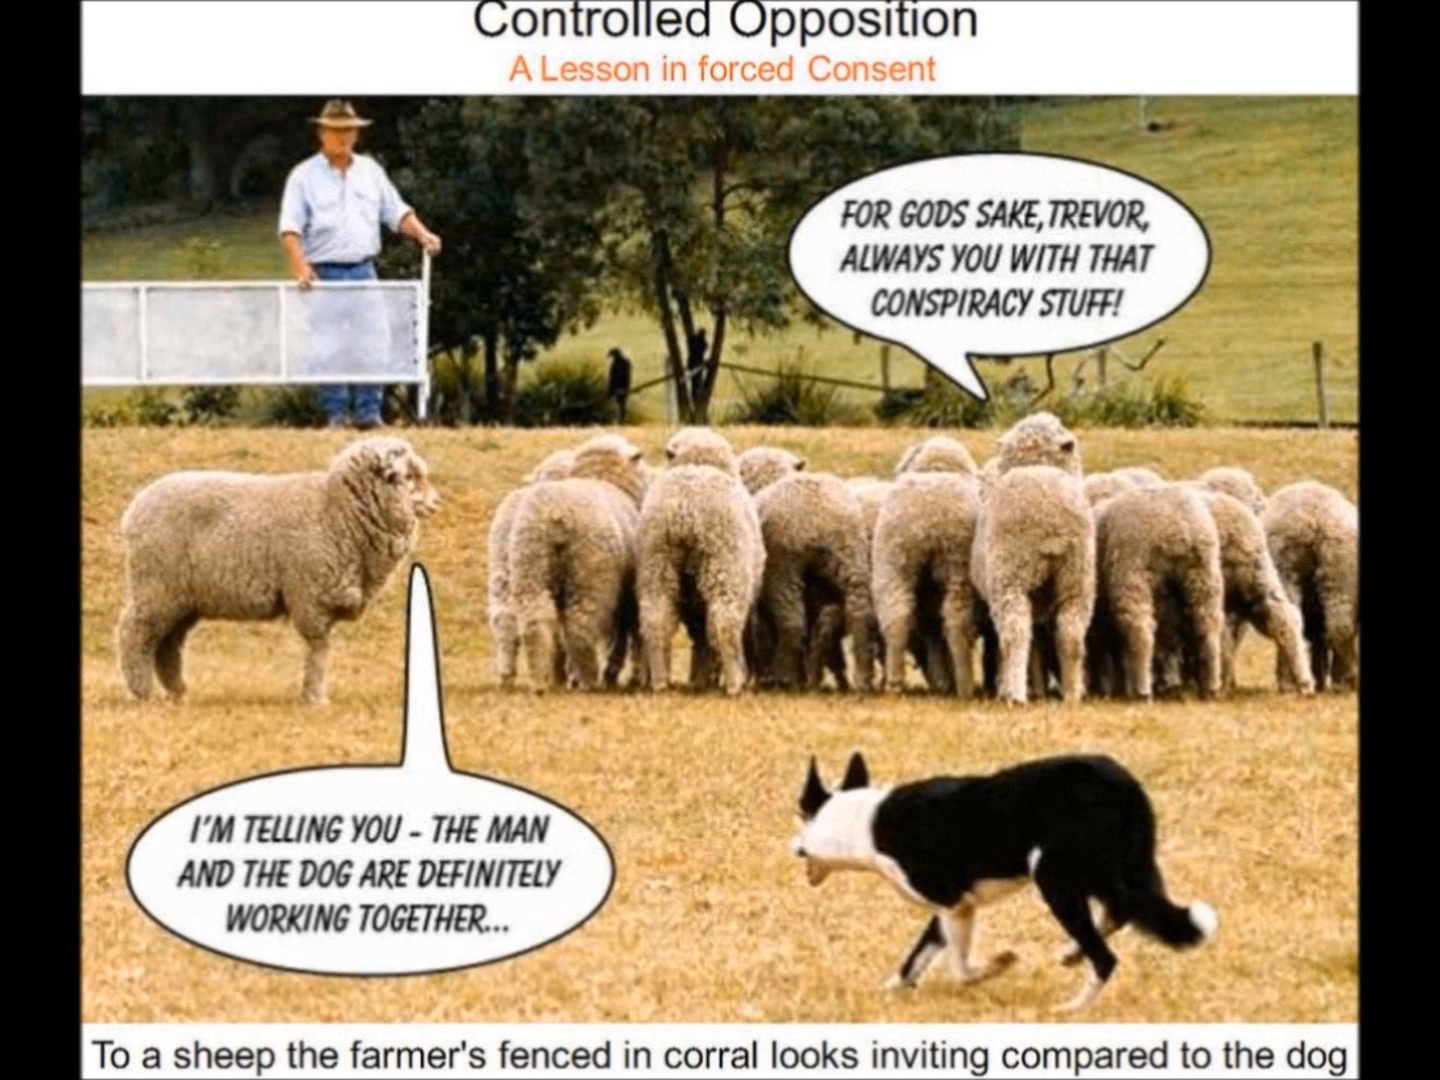 Controlled Opposition
A Lesson in forced Consent
FOR GODS SAKE, TREVOR,
ALWAYS YOU WITH THAT
CONSPIRACY STUFF!
I'M TELLING YOU - THE MAN
AND THE DOG ARE DEFINITELY
WORKING TOGETHER...
To a sheep the farmer's fenced in corral looks inviting compared to the dog